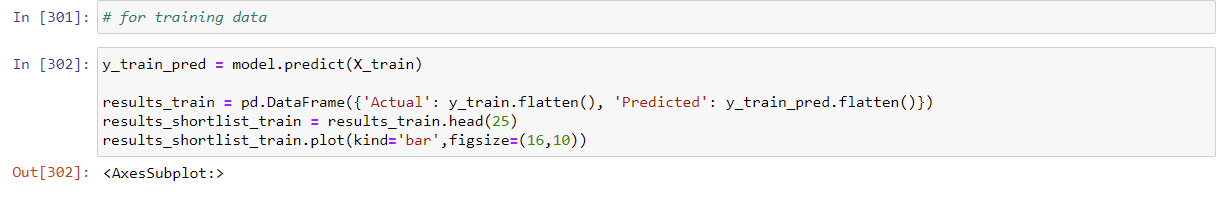 In [301]: # for training data
In [302]: y_train_pred = model.predict(X_train)
results_train = pd.DataFrame({'Actual': y_train.flatten(), 'Predicted': y_train_pred.flatten()})
results_shortlist_train = results_train.head(25)
results_shortlist_train.plot(kind='bar',figsize=(16,10))
Out[302]: <AxesSubplot:>